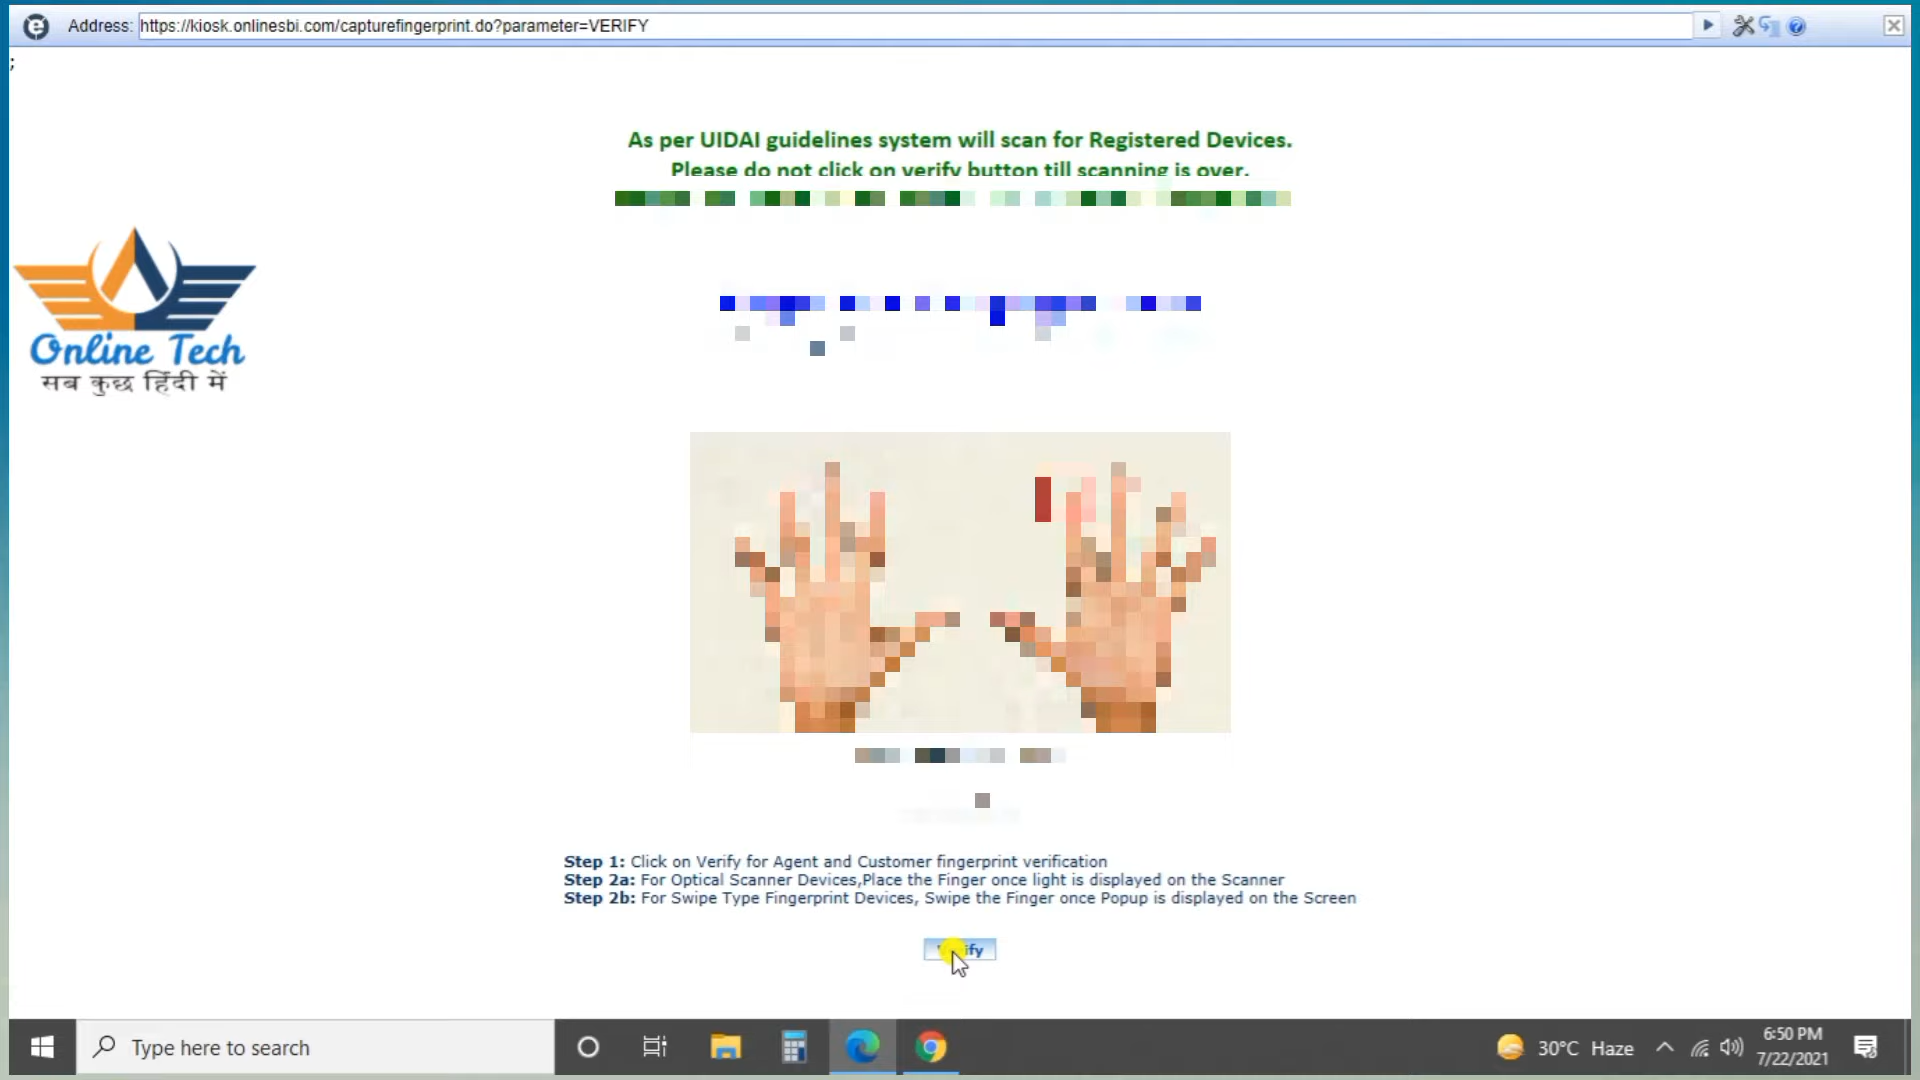 Address: https://kiosk.onlinesbi.com/capturefingerprint.do?parameter=VERIFY
;
As per UIDAI guidelines system will scan for Registered Devices.
Please do not click on verify button till scanning is over.
Online Tech
सब कुछ हिंदी में
Step 1: Click on Verify for Agent and Customer fingerprint verification
Step 2a: For Optical Scanner Devices,Place the Finger once light is displayed on the Scanner
Step 2b: For Swipe Type Fingerprint Devices, Swipe the Finger once Popup is displayed on the Screen
Verify
Type here to search
30°C Haze
6:50 PM
7/22/2021